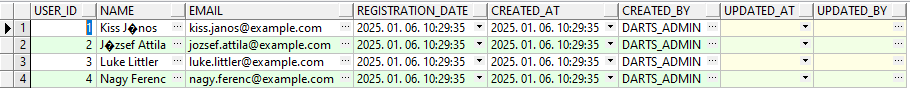 USER_ID NAME EMAIL REGISTRATION_DATE CREATED_AT CREATED_BY UPDATED_AT UPDATED_BY
1 1 Kiss J�nos ... kiss.janos@example.com ... 2025. 01. 06. 10:29:35 2025. 01. 06. 10:29:35 DARTS_ADMIN ... ...
2 2 J�zsef Attila ... jozsef.attila@example.com ... 2025. 01. 06. 10:29:35 2025. 01. 06. 10:29:35 DARTS_ADMIN ... ...
3 3 Luke Littler ... luke.littler@example.com ... 2025. 01. 06. 10:29:35 2025. 01. 06. 10:29:35 DARTS_ADMIN ... ...
4 4 Nagy Ferenc ... nagy.ferenc@example.com ... 2025. 01. 06. 10:29:35 2025. 01. 06. 10:29:35 DARTS_ADMIN ... ...